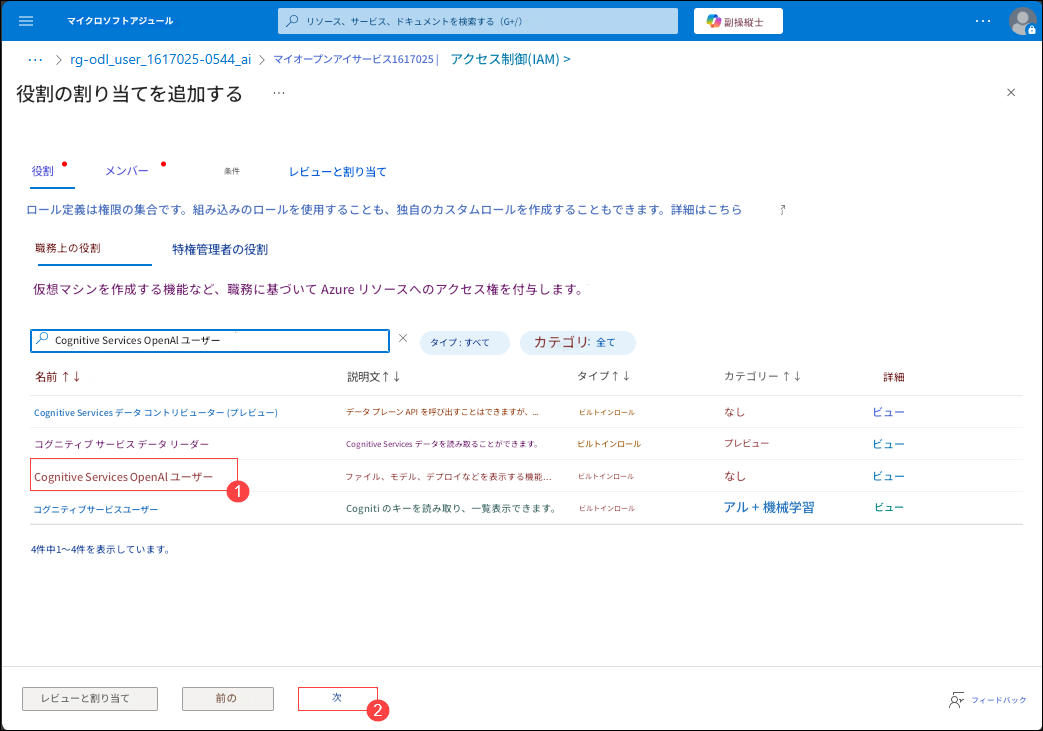 マイクロソフトアジュール
リソース、サービス、ドキュメントを検索する (G+/)
副操縦士
… > rg-odl_user_1617025-0544_ai > マイオープンアイサービス1617025 | アクセス制御(IAM) >
役割の割り当てを追加する …
役割 メンバー 条件 レビューと割り当て
ロール定義は権限の集合です。組み込みのロールを使用することも、独自のカスタムロールを作成することもできます。詳細はこちら
職務上の役割 特権管理者の役割
仮想マシンを作成する機能など、職務に基づいて Azure リソースへのアクセス権を付与します。
Cognitive Services OpenAl ユーザー
タイプ : すべて
カテゴリ: 全て
名前 ↑↓ 説明文↑↓ タイプ↑↓ カテゴリー ↑↓ 詳細
Cognitive Services データ コントリビューター (プレビュー) データ プレーン API を呼び出すことはできますが、... ビルトインロール なし ビュー
コグニティブ サービス データ リーダー Cognitive Services データを読み取ることができます。 ビルトインロール プレビュー ビュー
Cognitive Services OpenAl ユーザー ファイル、モデル、デプロイなどを表示する機能... ビルトインロール なし ビュー
1
コグニティブサービスユーザー Cogniti のキーを読み取り、一覧表示できます。 ビルトインロール アル + 機械学習 ビュー
4件中1～4件を表示しています。
レビューと割り当て 前の 次
2
フィードバック